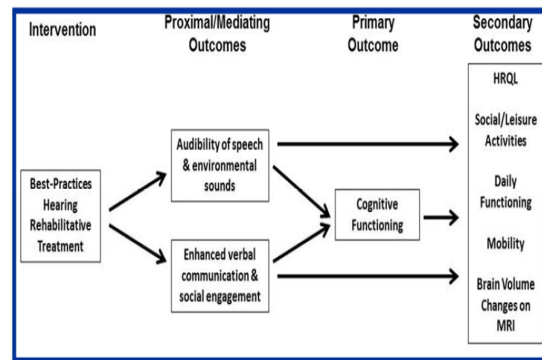 Intervention
Proximal/Mediating
Outcomes
Primary
Outcome
Secondary
Outcomes
Best-Practices
Hearing
Rehabilitative
Treatment
Audibility of speech
& environmental
sounds
Enhanced verbal
communication &
social engagement
Cognitive
Functioning
HRQL
Social/Leisure
Activities
Daily
Functioning
Mobility
Brain Volume
Changes on
MRI